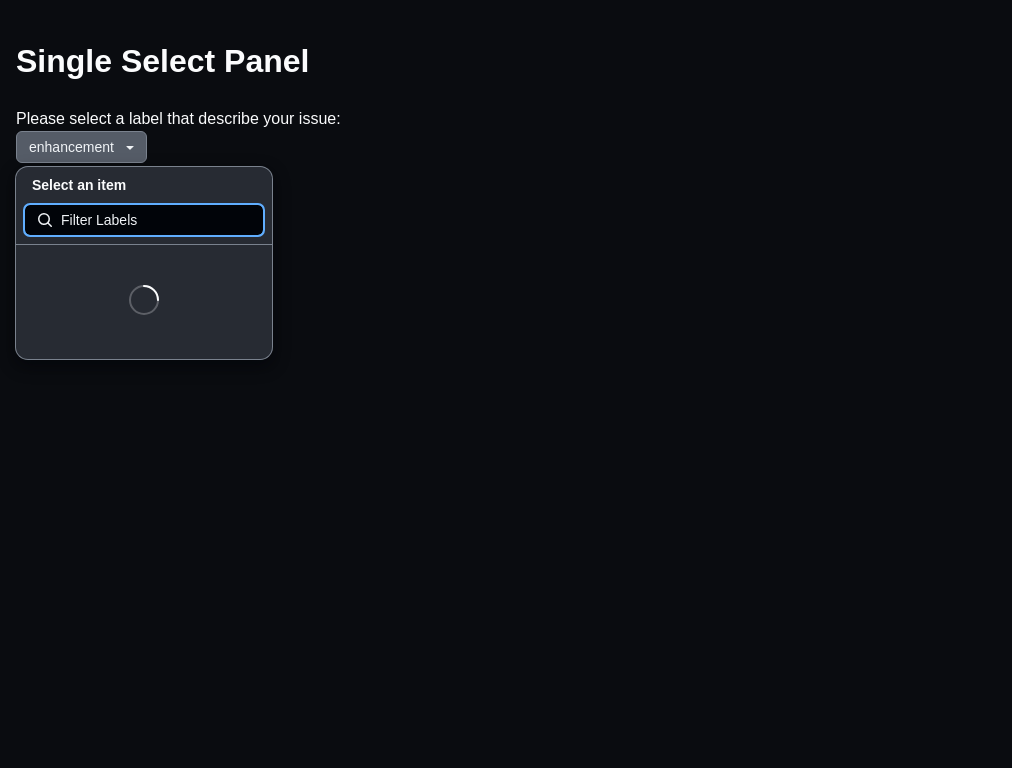 Single Select Panel
Please select a label that describe your issue:
enhancement
Select an item
Filter Labels